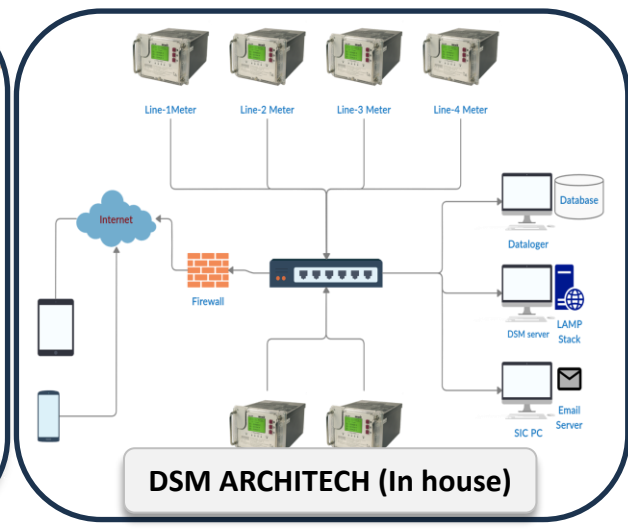 Line-1Meter
Line-2 Meter
Line-3 Meter
Line-4 Meter
Internet
Firewall
Database
Dataloger
DSM server
LAMP
Stack
SIC PC
Email
Server
DSM ARCHITECH (In house)